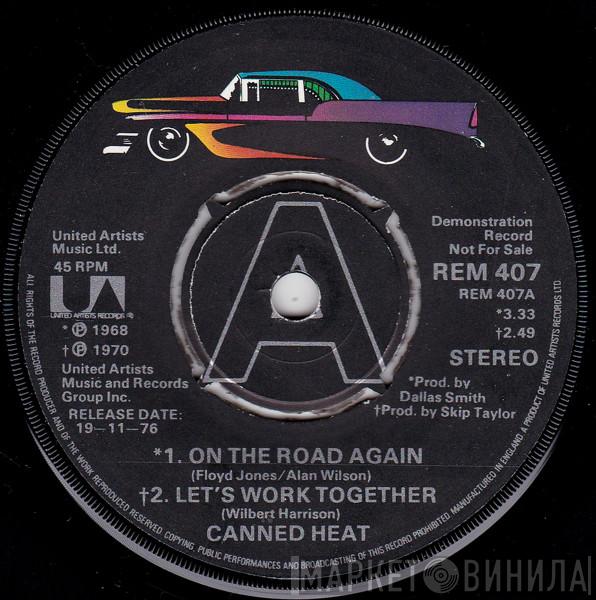 United Artists
Music Ltd.
45 RPM
UA
UNITED ARTISTS RECORDS
* ℗ 1968
† ℗ 1970
United Artists
Music and Records
Group Inc.
RELEASE DATE:
19-11-76
A
Demonstration
Record
Not For Sale
REM 407
REM 407A
*3.33
†2.49
STEREO
*Prod. by
Dallas Smith
†Prod. by Skip Taylor
*1. ON THE ROAD AGAIN
(Floyd Jones/Alan Wilson)
†2. LET'S WORK TOGETHER
(Wilbert Harrison)
CANNED HEAT
ALL RIGHTS OF THE RECORD PRODUCER AND OF THE OWNER OF THE WORK REPRODUCED RESERVED. COPYING, PUBLIC PERFORMANCES AND BROADCASTING OF THIS RECORD PROHIBITED. MANUFACTURED IN ENGLAND. A PRODUCT OF UNITED ARTISTS RECORDS LTD
МАРКЕТ ВИНИЛА